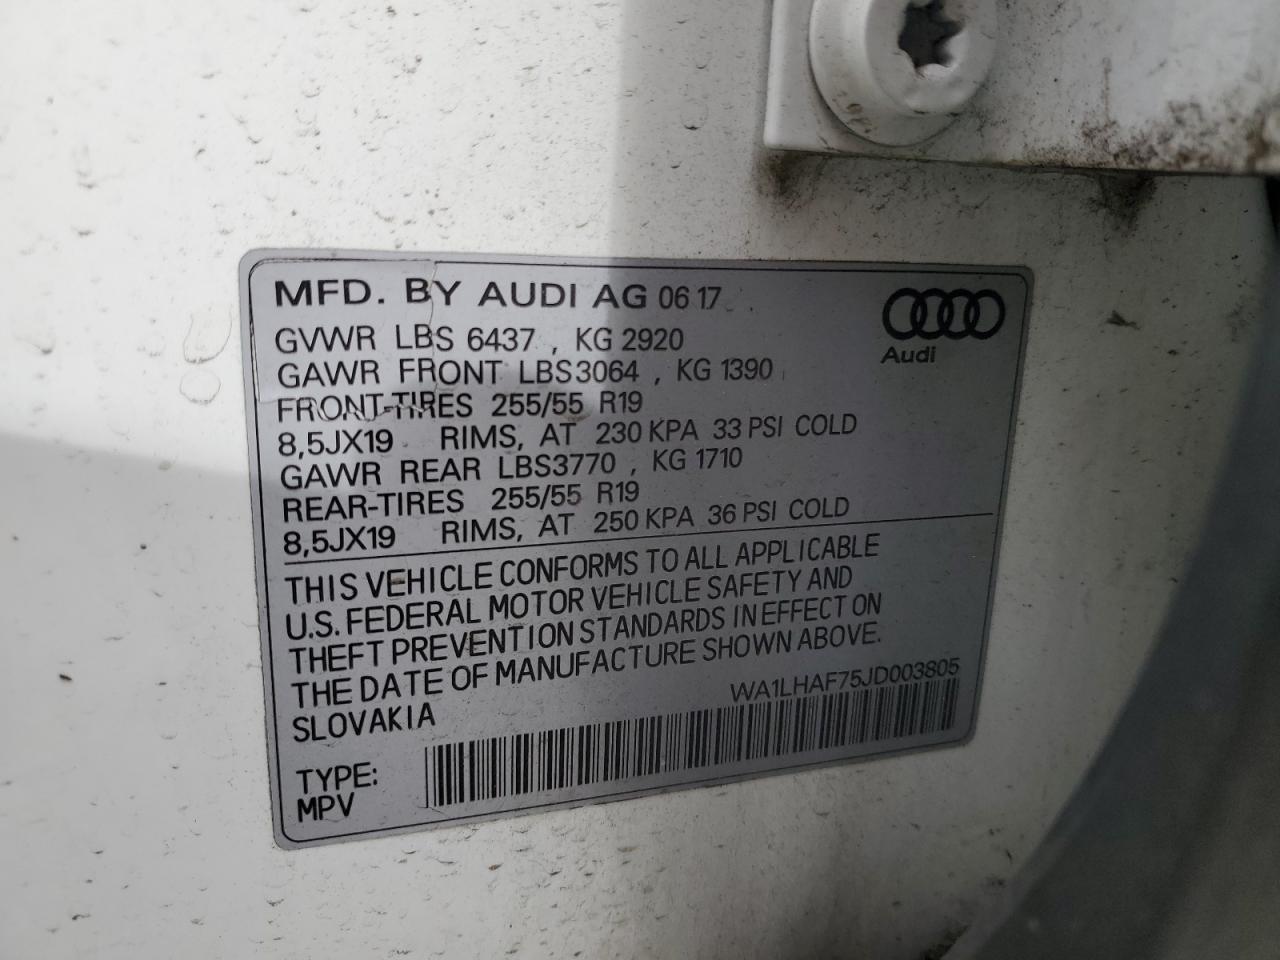 MFD. BY AUDI AG 06 17
Audi
GVWR LBS 6437 , KG 2920
GAWR FRONT LBS3064 , KG 1390
FRONT-TIRES 255/55 R19
8,5JX19 RIMS, AT 230 KPA 33 PSI COLD
GAWR REAR LBS3770 , KG 1710
REAR-TIRES 255/55 R19
8,5JX19 RIMS, AT 250 KPA 36 PSI COLD
THIS VEHICLE CONFORMS TO ALL APPLICABLE
U.S. FEDERAL MOTOR VEHICLE SAFETY AND
THEFT PREVENTION STANDARDS IN EFFECT ON
THE DATE OF MANUFACTURE SHOWN ABOVE.
SLOVAKIA
WA1LHAF75JD003805
TYPE:
MPV